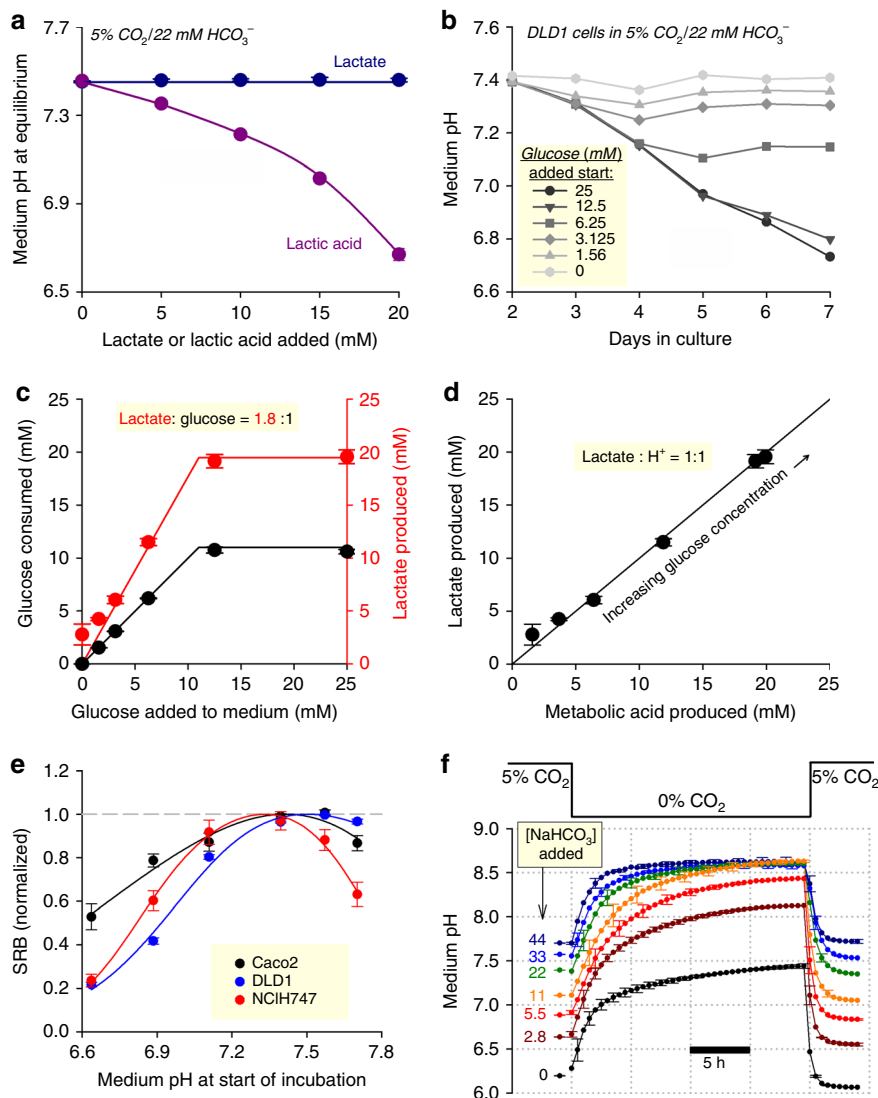 a
5% CO₂/22 mM HCO₃⁻
Lactate
Lactic acid
Medium pH at equilibrium
7.7
7.3
6.9
6.5
0 5 10 15 20
Lactate or lactic acid added (mM)
b
DLD1 cells in 5% CO₂/22 mM HCO₃⁻
Medium pH
7.6
7.4
7.2
7.0
6.8
6.6
Glucose (mM)
added start:
25
12.5
6.25
3.125
1.56
0
2 3 4 5 6 7
Days in culture
c
Lactate: glucose = 1.8 :1
Glucose consumed (mM)
25
20
15
10
5
0
Lactate produced (mM)
25
20
15
10
5
0
0 5 10 15 20 25
Glucose added to medium (mM)
d
Lactate : H⁺ = 1:1
Increasing glucose concentration →
Lactate produced (mM)
25
20
15
10
5
0
0 5 10 15 20 25
Metabolic acid produced (mM)
e
SRB (normalized)
1.2
1.0
0.8
0.6
0.4
0.2
0.0
Caco2
DLD1
NCIH747
6.6 6.9 7.2 7.5 7.8
Medium pH at start of incubation
f
5% CO₂
0% CO₂
5% CO₂
[NaHCO₃]
added
Medium pH
9.0
8.5
8.0
7.5
7.0
6.5
6.0
44
33
22
11
5.5
2.8
0
5 h